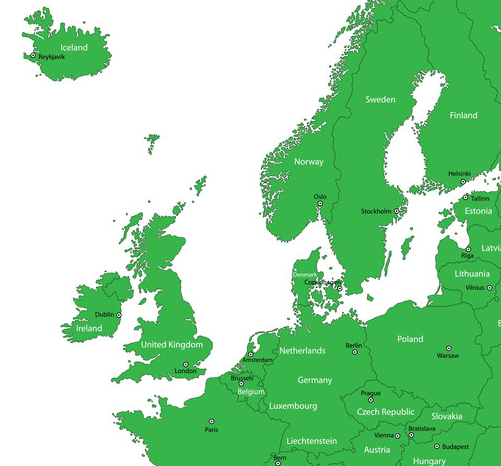 Iceland
Reykjavik
Sweden
Finland
Norway
Helsinki
Oslo
Tallinn
Stockholm
Estonia
Latvi
Riga
Denmark
Copenhagen
Lithuania
Vilnius
Dublin
Ireland
United Kingdom
London
Amsterdam
Netherlands
Berlin
Poland
Warsaw
Brussels
Belgium
Germany
Luxembourg
Prague
Czech Republic
Slovakia
Paris
Vienna
Bratislava
Liechtenstein
Budapest
Austria
Bern
Hungary